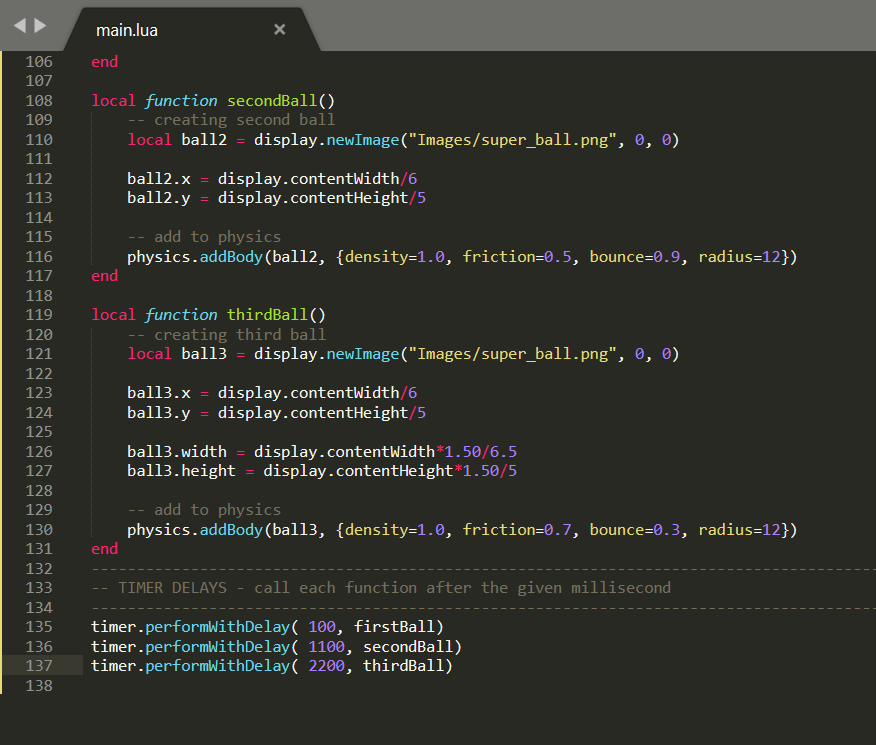 main.lua
106 end
107
108 local function secondBall()
109 -- creating second ball
110 local ball2 = display.newImage("Images/super_ball.png", 0, 0)
111
112 ball2.x = display.contentWidth/6
113 ball2.y = display.contentHeight/5
114
115 -- add to physics
116 physics.addBody(ball2, {density=1.0, friction=0.5, bounce=0.9, radius=12})
117 end
118
119 local function thirdBall()
120 -- creating third ball
121 local ball3 = display.newImage("Images/super_ball.png", 0, 0)
122
123 ball3.x = display.contentWidth/6
124 ball3.y = display.contentHeight/5
125
126 ball3.width = display.contentWidth*1.50/6.5
127 ball3.height = display.contentHeight*1.50/5
128
129 -- add to physics
130 physics.addBody(ball3, {density=1.0, friction=0.7, bounce=0.3, radius=12})
131 end
132 ---------------------------------------------------------------------------------------
133 -- TIMER DELAYS - call each function after the given millisecond
134 ---------------------------------------------------------------------------------------
135 timer.performWithDelay( 100, firstBall)
136 timer.performWithDelay( 1100, secondBall)
137 timer.performWithDelay( 2200, thirdBall)
138